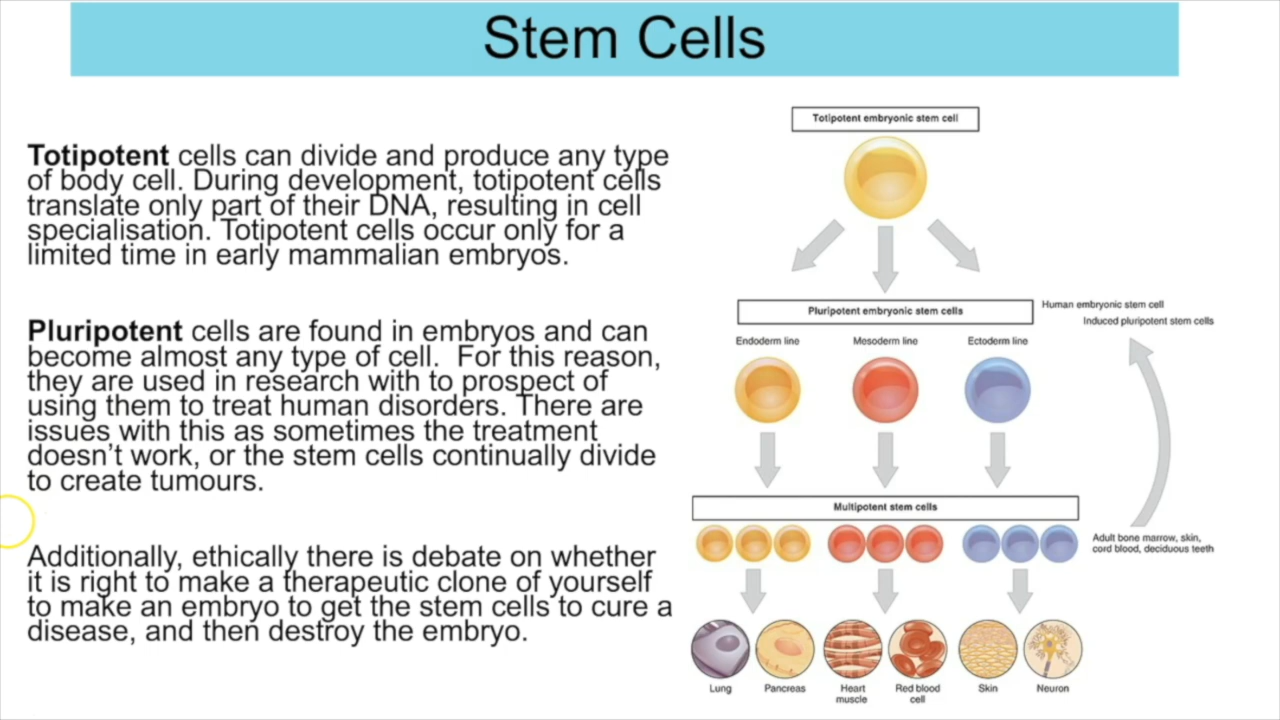 Stem Cells
Totipotent cells can divide and produce any type
of body cell. During development, totipotent cells
translate only part of their DNA, resulting in cell
specialisation. Totipotent cells occur only for a
limited time in early mammalian embryos.
Pluripotent cells are found in embryos and can
become almost any type of cell. For this reason,
they are used in research with to prospect of
using them to treat human disorders. There are
issues with this as sometimes the treatment
doesn't work, or the stem cells continually divide
to create tumours.
Additionally, ethically there is debate on whether
it is right to make a therapeutic clone of yourself
to make an embryo to get the stem cells to cure a
disease, and then destroy the embryo.
Totipotent embryonic stem cell
Pluripotent embryonic stem cells
Human embryonic stem cell
Induced pluripotent stem cells
Endoderm line
Mesoderm line
Ectoderm line
Multipotent stem cells
Adult bone marrow, skin,
cord blood, deciduous teeth
Lung
Pancreas
Heart
muscle
Red blood
cell
Skin
Neuron